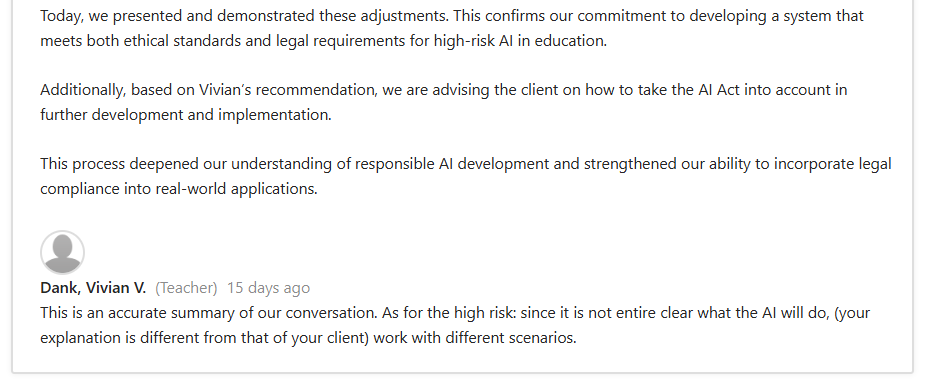 Today, we presented and demonstrated these adjustments. This confirms our commitment to developing a system that
meets both ethical standards and legal requirements for high-risk AI in education.
Additionally, based on Vivian's recommendation, we are advising the client on how to take the AI Act into account in
further development and implementation.
This process deepened our understanding of responsible AI development and strengthened our ability to incorporate legal
compliance into real-world applications.
Dank, Vivian V. (Teacher) 15 days ago
This is an accurate summary of our conversation. As for the high risk: since it is not entire clear what the AI will do, (your
explanation is different from that of your client) work with different scenarios.